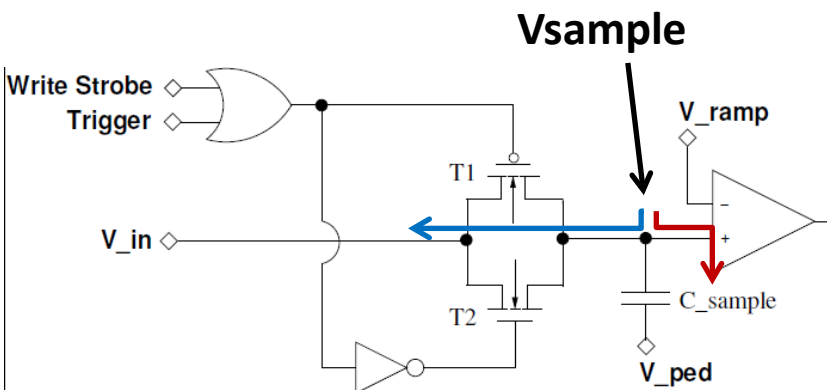 Vsample
Write Strobe
Trigger
V_ramp
T1
V_in
−
+
T2
C_sample
V_ped